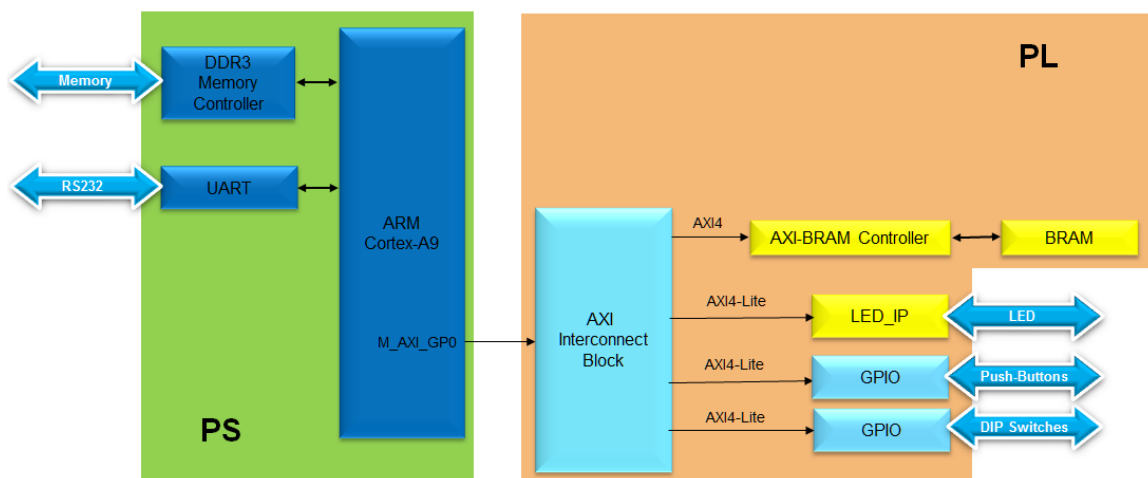 DDR3
Memory
Controller
Memory
UART
RS232
ARM
Cortex-A9
M_AXI_GP0
PS
PL
AXI
Interconnect
Block
AXI4
AXI-BRAM Controller
BRAM
AXI4-Lite
LED_IP
LED
AXI4-Lite
GPIO
Push-Buttons
AXI4-Lite
GPIO
DIP Switches